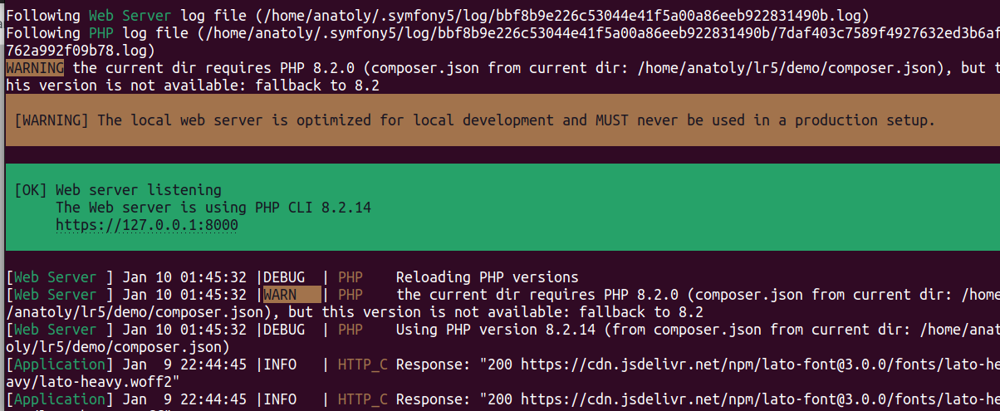 Following Web Server log file (/home/anatoly/.symfony5/log/bbf8b9e226c53044e41f5a00a86eeb922831490b.log)
Following PHP log file (/home/anatoly/.symfony5/log/bbf8b9e226c53044e41f5a00a86eeb922831490b/7daf403c7589f4927632ed3b6af
762a992f09b78.log)
WARNING the current dir requires PHP 8.2.0 (composer.json from current dir: /home/anatoly/lr5/demo/composer.json), but t
his version is not available: fallback to 8.2
[WARNING] The local web server is optimized for local development and MUST never be used in a production setup.
[OK] Web server listening
The Web server is using PHP CLI 8.2.14
https://127.0.0.1:8000
[Web Server ] Jan 10 01:45:32 |DEBUG  | PHP    Reloading PHP versions
[Web Server ] Jan 10 01:45:32 |WARN   | PHP    the current dir requires PHP 8.2.0 (composer.json from current dir: /home
/anatoly/lr5/demo/composer.json), but this version is not available: fallback to 8.2
[Web Server ] Jan 10 01:45:32 |DEBUG  | PHP    Using PHP version 8.2.14 (from composer.json from current dir: /home/anat
oly/lr5/demo/composer.json)
[Application] Jan  9 22:44:45 |INFO   | HTTP_C Response: "200 https://cdn.jsdelivr.net/npm/lato-font@3.0.0/fonts/lato-he
avy/lato-heavy.woff2"
[Application] Jan  9 22:44:45 |INFO   | HTTP_C Response: "200 https://cdn.jsdelivr.net/npm/lato-font@3.0.0/fonts/lato-he